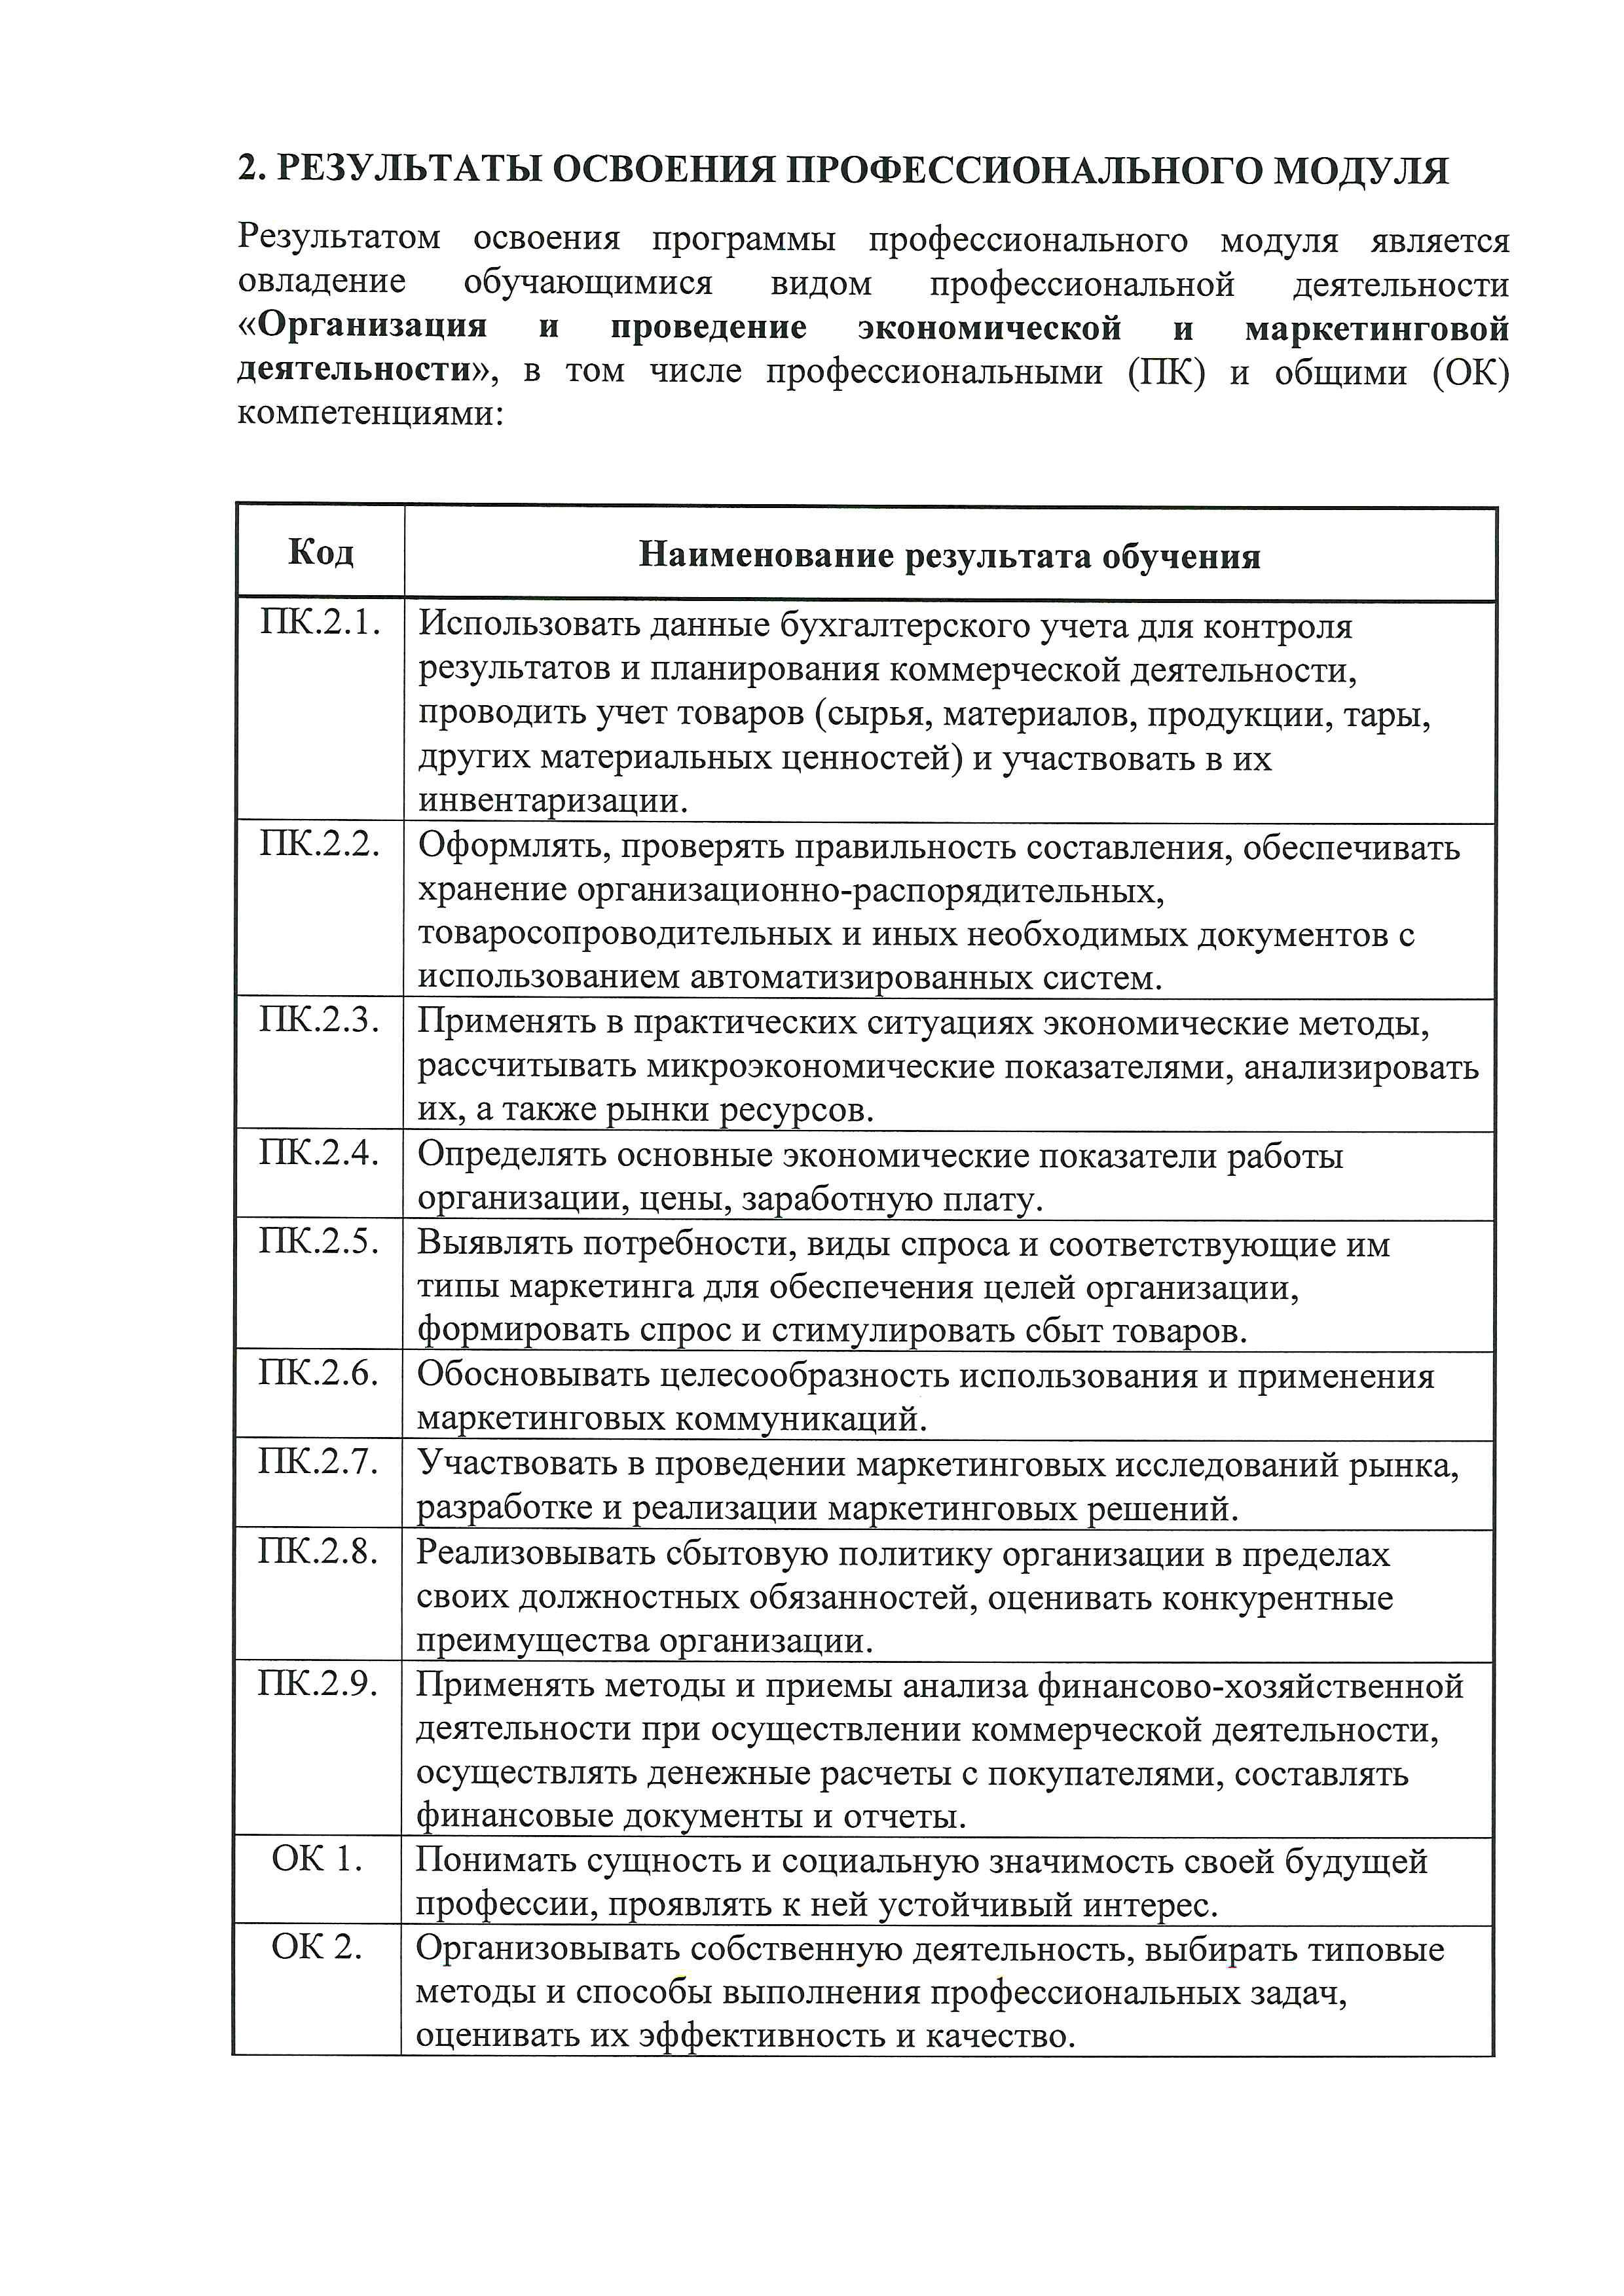 2. РЕЗУЛЬТАТЫ ОСВОЕНИЯ ПРОФЕССИОНАЛЬНОГО МОДУЛЯ
Результатом освоения программы профессионального модуля является
овладение обучающимися видом профессиональной деятельности
«Организация и проведение экономической и маркетинговой
деятельности», в том числе профессиональными (ПК) и общими (ОК)
компетенциями:
Код Наименование результата обучения
ПК.2.1. Использовать данные бухгалтерского учета для контроля
результатов и планирования коммерческой деятельности,
проводить учет товаров (сырья, материалов, продукции, тары,
других материальных ценностей) и участвовать в их
инвентаризации.
ПК.2.2. Оформлять, проверять правильность составления, обеспечивать
хранение организационно-распорядительных,
товаросопроводительных и иных необходимых документов с
использованием автоматизированных систем.
ПК.2.3. Применять в практических ситуациях экономические методы,
рассчитывать микроэкономические показателями, анализировать
их, а также рынки ресурсов.
ПК.2.4. Определять основные экономические показатели работы
организации, цены, заработную плату.
ПК.2.5. Выявлять потребности, виды спроса и соответствующие им
типы маркетинга для обеспечения целей организации,
формировать спрос и стимулировать сбыт товаров.
ПК.2.6. Обосновывать целесообразность использования и применения
маркетинговых коммуникаций.
ПК.2.7. Участвовать в проведении маркетинговых исследований рынка,
разработке и реализации маркетинговых решений.
ПК.2.8. Реализовывать сбытовую политику организации в пределах
своих должностных обязанностей, оценивать конкурентные
преимущества организации.
ПК.2.9. Применять методы и приемы анализа финансово-хозяйственной
деятельности при осуществлении коммерческой деятельности,
осуществлять денежные расчеты с покупателями, составлять
финансовые документы и отчеты.
ОК 1. Понимать сущность и социальную значимость своей будущей
профессии, проявлять к ней устойчивый интерес.
ОК 2. Организовывать собственную деятельность, выбирать типовые
методы и способы выполнения профессиональных задач,
оценивать их эффективность и качество.